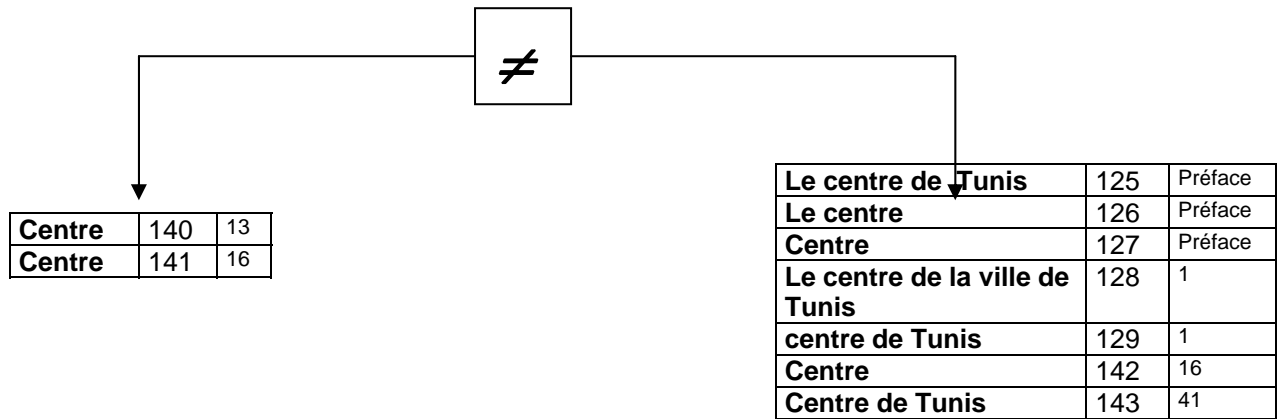 ≠
Centre 140 13
Centre 141 16
Le centre de Tunis 125 Préface
Le centre 126 Préface
Centre 127 Préface
Le centre de la ville de 128 1
Tunis
centre de Tunis 129 1
Centre 142 16
Centre de Tunis 143 41